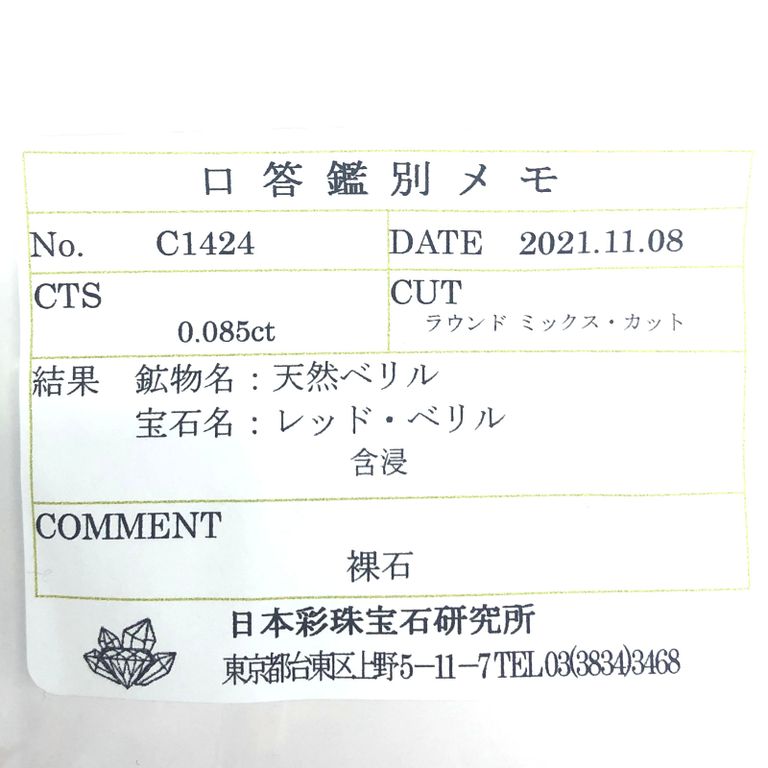 口答鑑別メモ
No. C1424 DATE 2021.11.08
CTS CUT
0.085ct ラウンド ミックス・カット
結果 鉱物名：天然ベリル
宝石名：レッド・ベリル
含浸
COMMENT
裸石
日本彩珠宝石研究所
東京都台東区上野5－11－7 TEL 03(3834)3468